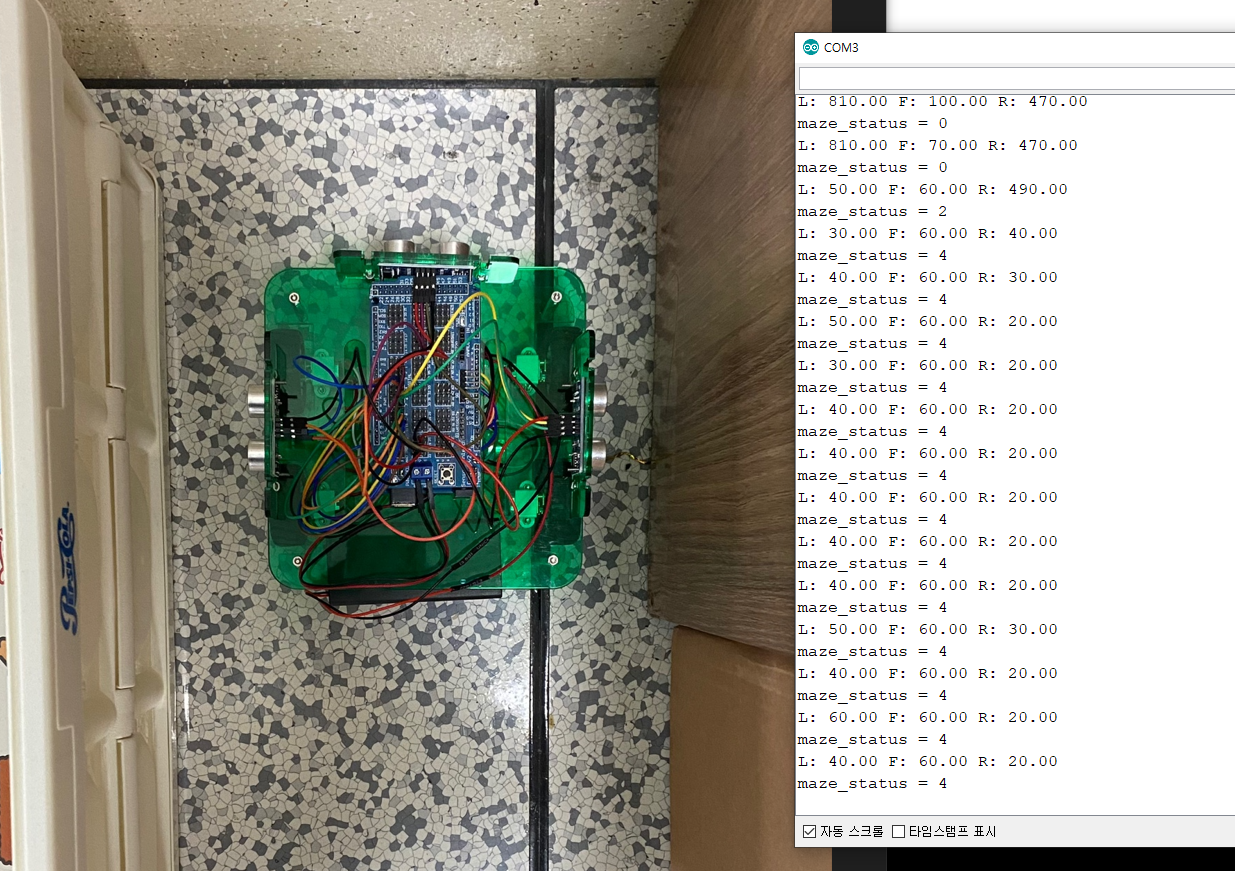 COM3
L: 810.00 F: 100.00 R: 470.00
maze_status = 0
L: 810.00 F: 70.00 R: 470.00
maze_status = 0
L: 50.00 F: 60.00 R: 490.00
maze_status = 2
L: 30.00 F: 60.00 R: 40.00
maze_status = 4
L: 40.00 F: 60.00 R: 30.00
maze_status = 4
L: 50.00 F: 60.00 R: 20.00
maze_status = 4
L: 30.00 F: 60.00 R: 20.00
maze_status = 4
L: 40.00 F: 60.00 R: 20.00
maze_status = 4
L: 40.00 F: 60.00 R: 20.00
maze_status = 4
L: 40.00 F: 60.00 R: 20.00
maze_status = 4
L: 40.00 F: 60.00 R: 20.00
maze_status = 4
L: 40.00 F: 60.00 R: 20.00
maze_status = 4
L: 50.00 F: 60.00 R: 30.00
maze_status = 4
L: 40.00 F: 60.00 R: 20.00
maze_status = 4
L: 60.00 F: 60.00 R: 20.00
maze_status = 4
L: 40.00 F: 60.00 R: 20.00
maze_status = 4
자동 스크롤 타임스탬프 표시